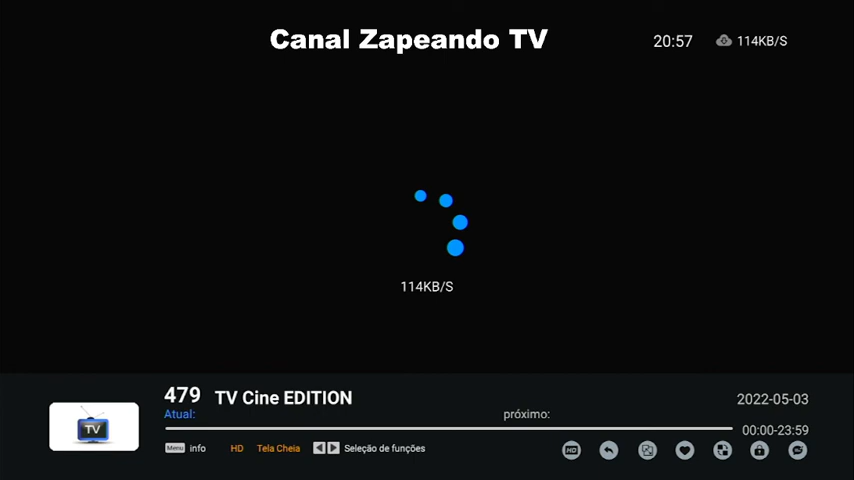 Canal Zapeando TV
20:57
114KB/S
114KB/S
479 TV Cine EDITION
2022-05-03
Atual:
próximo:
00:00-23:59
TV
Menu info HD Tela Cheia Seleção de funções
HD